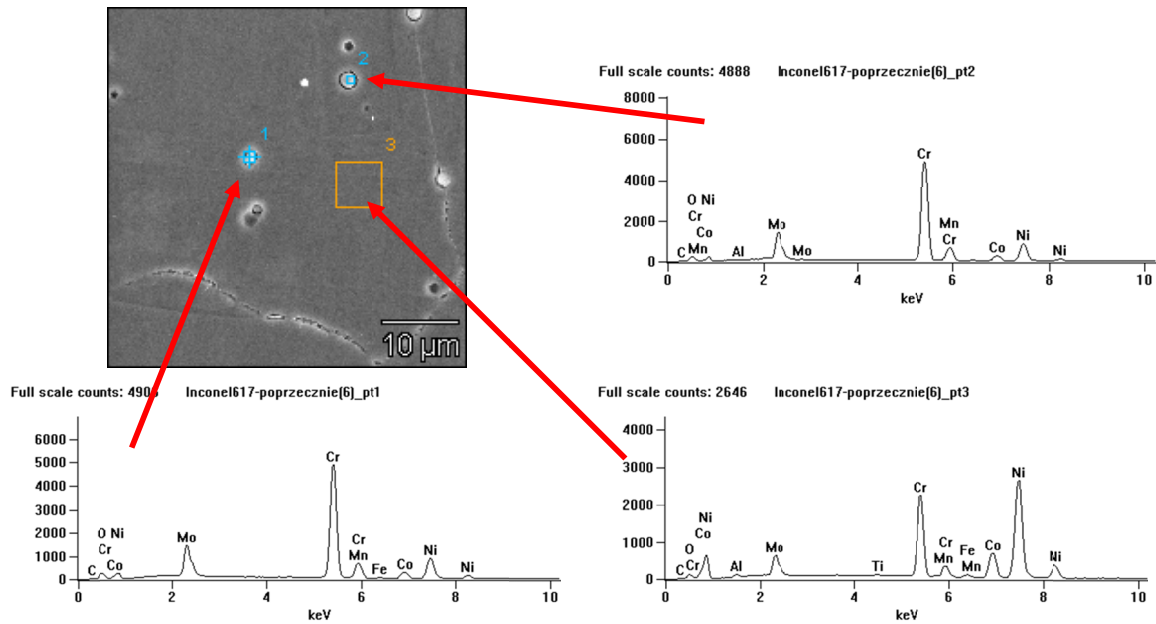 1
2
3
10 µm
Full scale counts: 4888 Inconel617-poprzecznie(6)_pt2
8000
6000
4000
2000
0
O Ni
Cr
Co
C Mn
Al
Mo
Mo
Cr
Mn
Cr
Co
Ni
Ni
0 2 4 6 8 10
keV
Inconel617-poprzecznie(6)_pt1
Full scale counts:
6000
5000
4000
3000
2000
1000
0
O Ni
Cr
C Co
Mo
Cr
Cr
Mn
Fe
Co
Ni
Ni
0 2 4 6 8 10
keV
Full scale counts: 2646 Inconel617-poprzecznie(6)_pt3
4000
3000
2000
1000
0
Ni
Co
O
C Cr
Al
Mo
Ti
Cr
Cr
Mn
Fe
Mn
Co
Ni
Ni
0 2 4 6 8 10
keV